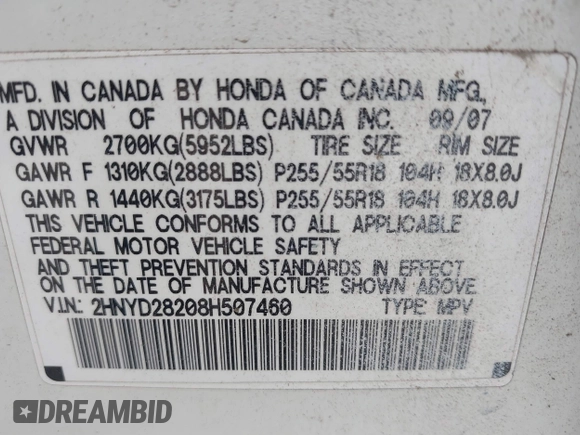 MFD. IN CANADA BY HONDA OF CANADA MFG.,
A DIVISION OF HONDA CANADA INC. 09/07
GVWR 2700KG(5952LBS) TIRE SIZE RIM SIZE
GAWR F 1310KG(2888LBS) P255/55R18 104H 18X8.0J
GAWR R 1440KG(3175LBS) P255/55R18 104H 18X8.0J
THIS VEHICLE CONFORMS TO ALL APPLICABLE
FEDERAL MOTOR VEHICLE SAFETY
AND THEFT PREVENTION STANDARDS IN EFFECT
ON THE DATE OF MANUFACTURE SHOWN ABOVE.
V.I.N.: 2HNYD28208H507460 TYPE: MPV
DREAMBID